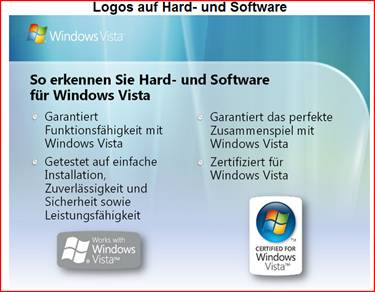 Logos auf Hard- und Software
Windows Vista™
So erkennen Sie Hard- und Software
für Windows Vista
Garantiert
Funktionsfähigkeit mit
Windows Vista
Getestet auf einfache
Installation,
Zuverlässigkeit und
Sicherheit sowie
Leistungsfähigkeit
Works with
Windows
Vista™
Garantiert das perfekte
Zusammenspiel mit
Windows Vista
Zertifiziert für
Windows Vista
CERTIFIED FOR
Windows
Vista™